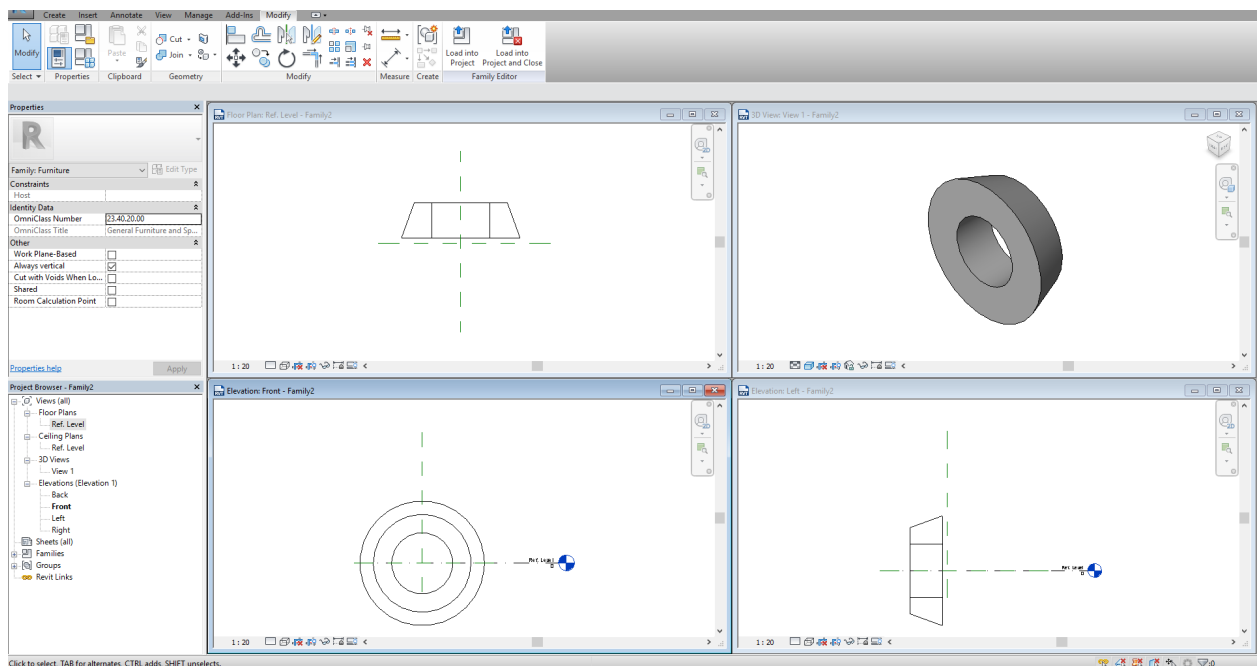 Create Insert Annotate View Manage Add-Ins Modify
Modify
Paste
Cut
Join
Load into Project
Load into Project and Close
Select Properties Clipboard Geometry Modify Measure Create Family Editor
Properties
R
Family: Furniture
Edit Type
Constraints
Host
Identity Data
OmniClass Number 23.40.20.00
OmniClass Title General Furniture and Sp...
Other
Work Plane-Based
Always vertical
Cut with Voids When Lo...
Shared
Room Calculation Point
Properties help
Apply
Project Browser - Family2
Views (all)
Floor Plans
Ref. Level
Ceiling Plans
Ref. Level
3D Views
View 1
Elevations (Elevation 1)
Back
Front
Left
Right
Sheets (all)
Families
Groups
Revit Links
Floor Plan: Ref. Level - Family2
1 : 20
3D View: View 1 - Family2
1 : 20
Elevation: Front - Family2
Ref. Level
1 : 20
Elevation: Left - Family2
Ref. Level
1 : 20
Click to select, TAB for alternates, CTRL adds, SHIFT unselects.
:0